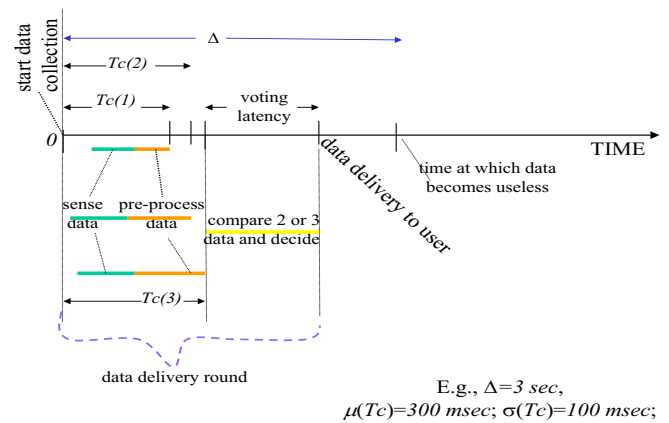 start data
collection
Δ
Tc(2)
Tc(1)
voting
latency
0
TIME
data delivery to user
time at which data
becomes useless
sense
data
pre-process
data
compare 2 or 3
data and decide
Tc(3)
data delivery round
E.g., Δ=3 sec,
μ(Tc)=300 msec; σ(Tc)=100 msec;